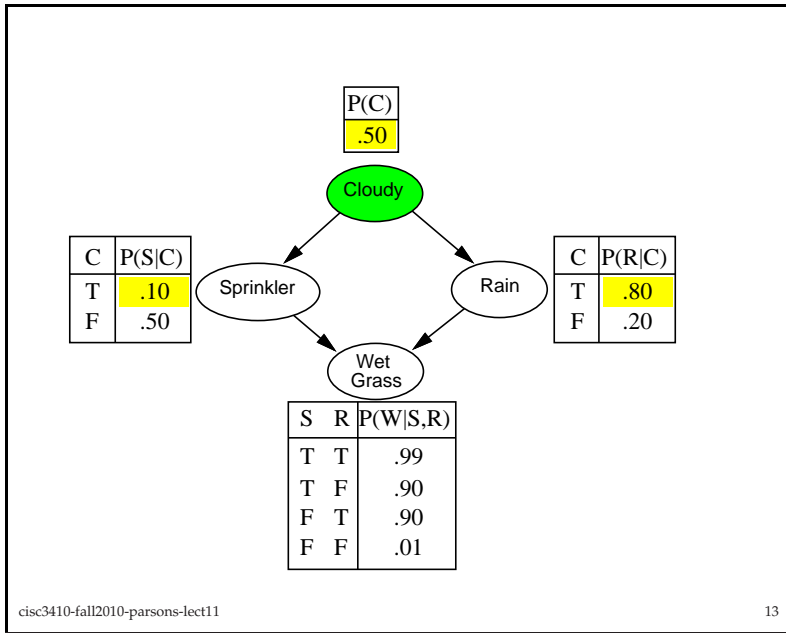 P(C)
.50
Cloudy
C P(S|C)
T .10
F .50
Sprinkler
Rain
C P(R|C)
T .80
F .20
Wet
Grass
S R P(W|S,R)
T T .99
T F .90
F T .90
F F .01
cisc3410-fall2010-parsons-lect11
13